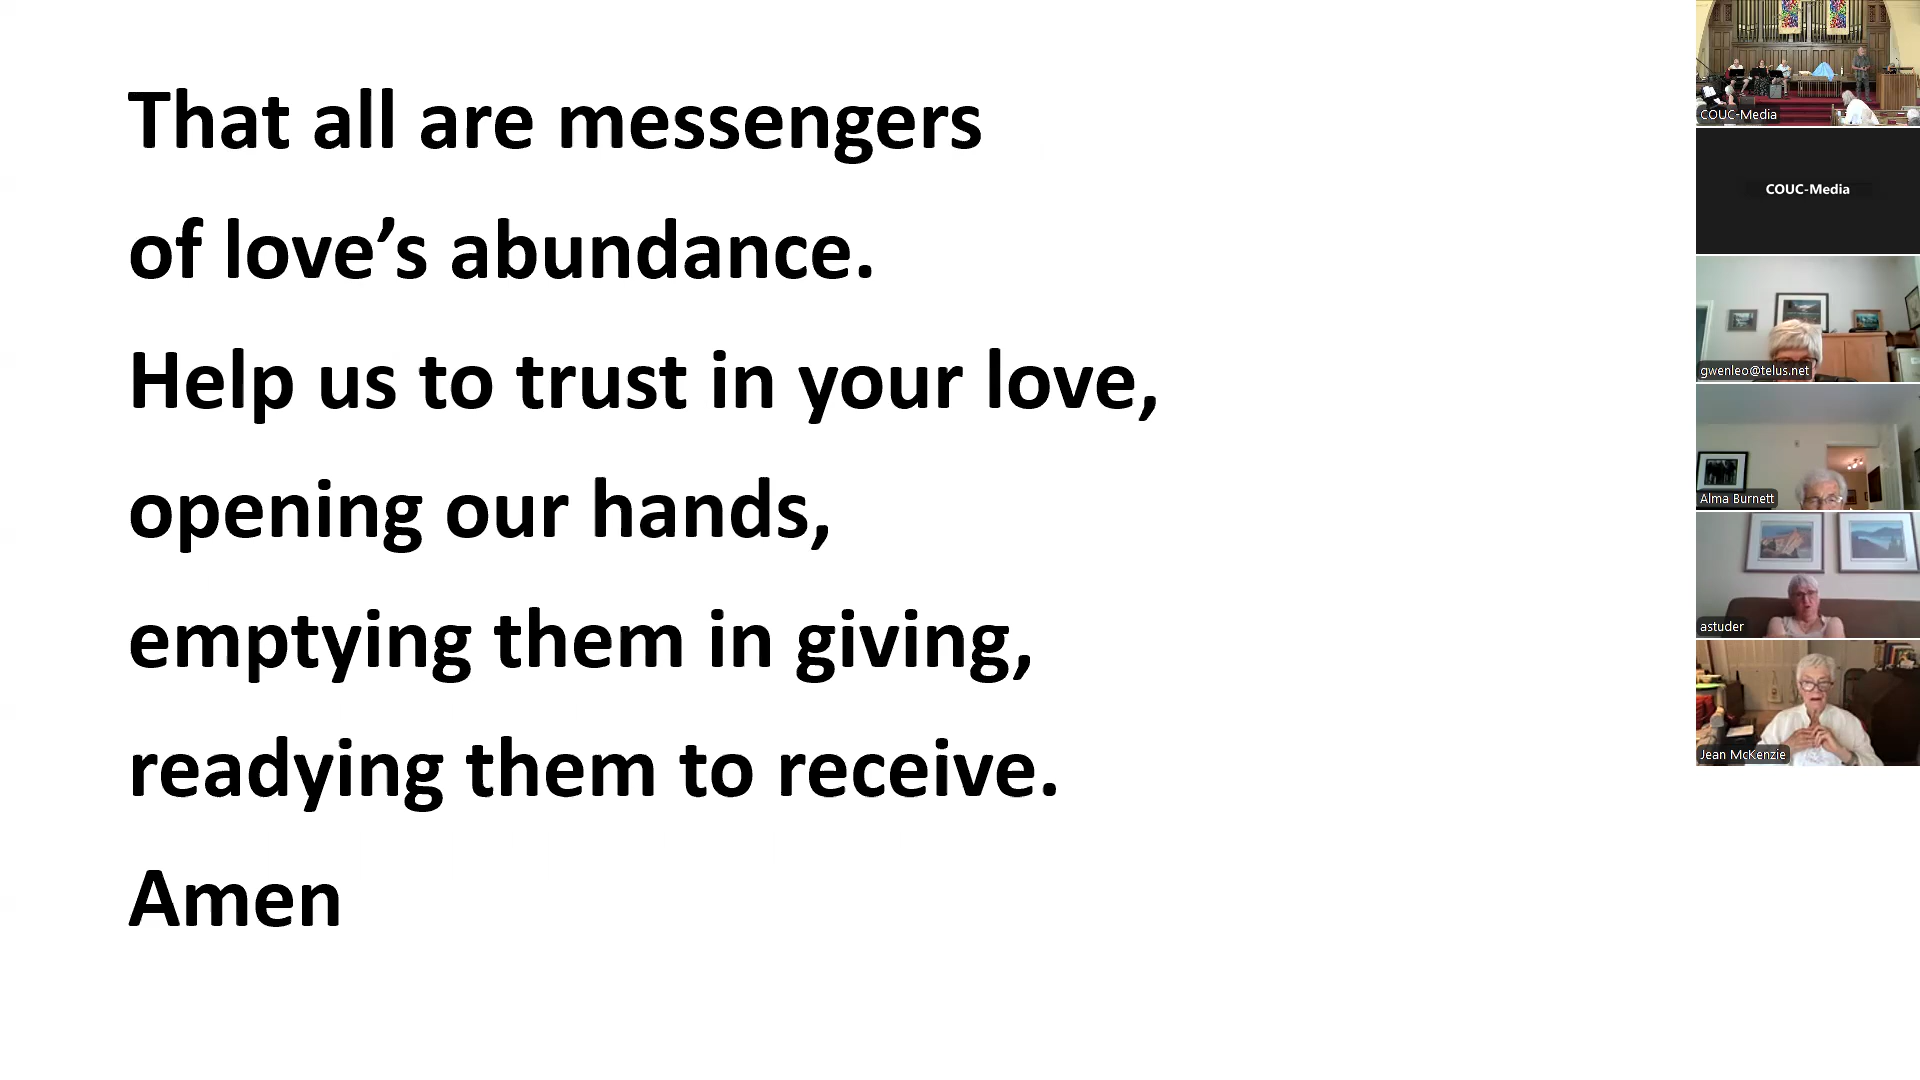 That all are messengers
of love’s abundance.
Help us to trust in your love,
opening our hands,
emptying them in giving,
readying them to receive.
Amen
COUC-Media
COUC-Media
gwenleo@telus.net
Alma Burnett
astuder
Jean McKenzie